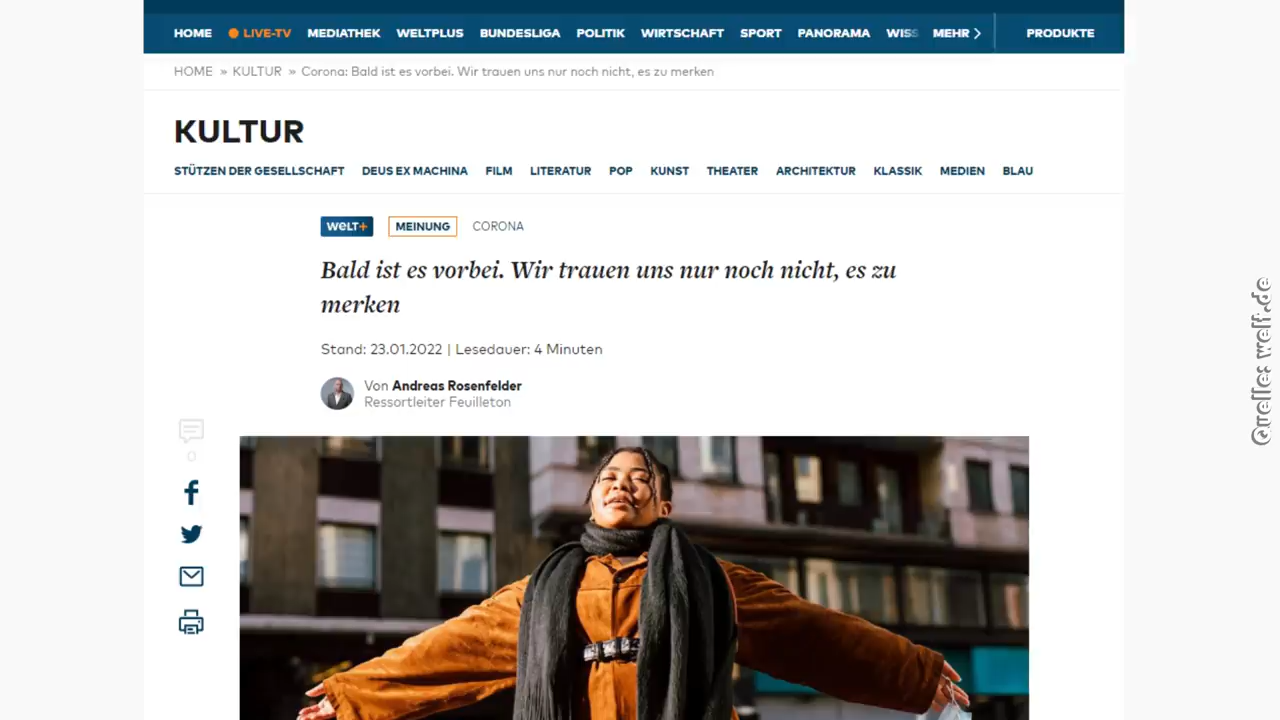 HOME LIVE-TV MEDIATHEK WELTPLUS BUNDESLIGA POLITIK WIRTSCHAFT SPORT PANORAMA WISS MEHR PRODUKTE
HOME » KULTUR » Corona: Bald ist es vorbei. Wir trauen uns nur noch nicht, es zu merken
KULTUR
STÜTZEN DER GESELLSCHAFT DEUS EX MACHINA FILM LITERATUR POP KUNST THEATER ARCHITEKTUR KLASSIK MEDIEN BLAU
WELT+ MEINUNG CORONA
Bald ist es vorbei. Wir trauen uns nur noch nicht, es zu
merken
Stand: 23.01.2022 | Lesedauer: 4 Minuten
Von Andreas Rosenfelder
Ressortleiter Feuilleton
0
Quelle: welt.de